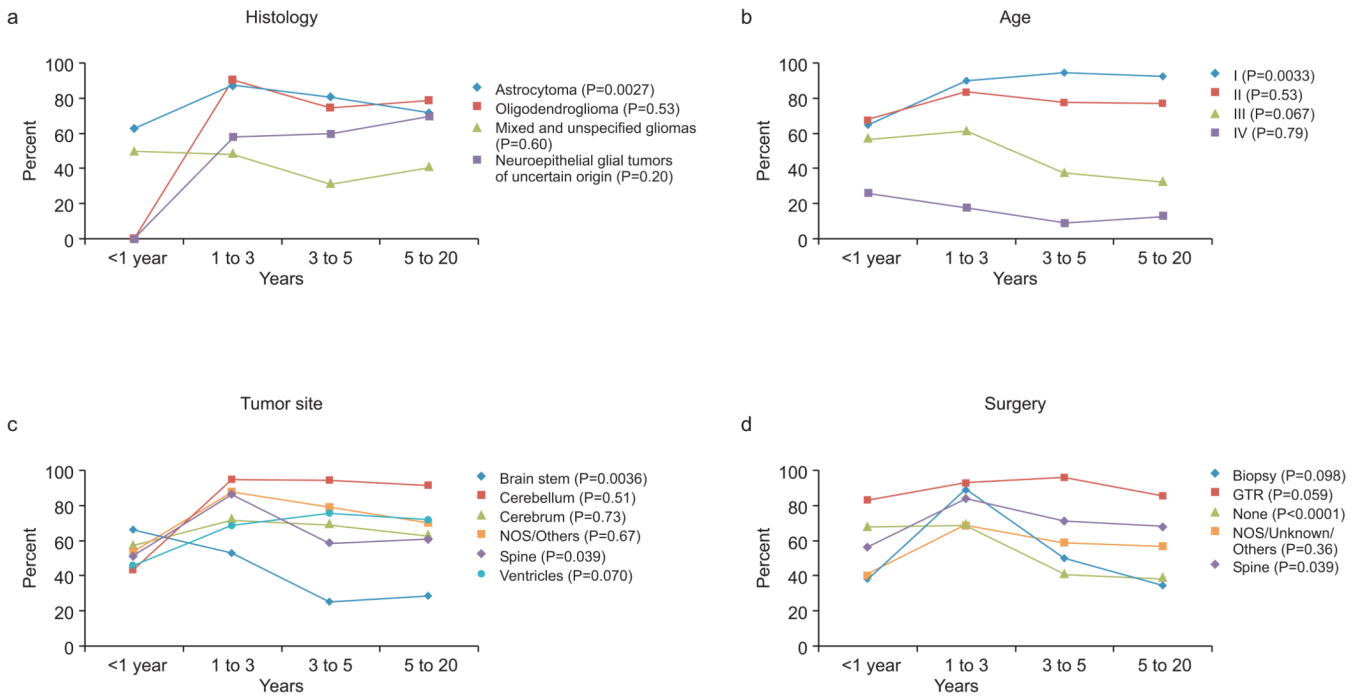 a
Histology
100
80
60
40
20
0
Percent
<1 year
1 to 3
3 to 5
5 to 20
Years
Astrocytoma (P=0.0027)
Oligodendroglioma (P=0.53)
Mixed and unspecified gliomas
(P=0.60)
Neuroepithelial glial tumors
of uncertain origin (P=0.20)
b
Age
100
80
60
40
20
0
Percent
<1 year
1 to 3
3 to 5
5 to 20
Years
I (P=0.0033)
II (P=0.53)
III (P=0.067)
IV (P=0.79)
c
Tumor site
100
80
60
40
20
0
Percent
<1 year
1 to 3
3 to 5
5 to 20
Years
Brain stem (P=0.0036)
Cerebellum (P=0.51)
Cerebrum (P=0.73)
NOS/Others (P=0.67)
Spine (P=0.039)
Ventricles (P=0.070)
d
Surgery
100
80
60
40
20
0
Percent
<1 year
1 to 3
3 to 5
5 to 20
Years
Biopsy (P=0.098)
GTR (P=0.059)
None (P<0.0001)
NOS/Unknown/
Others (P=0.36)
Spine (P=0.039)